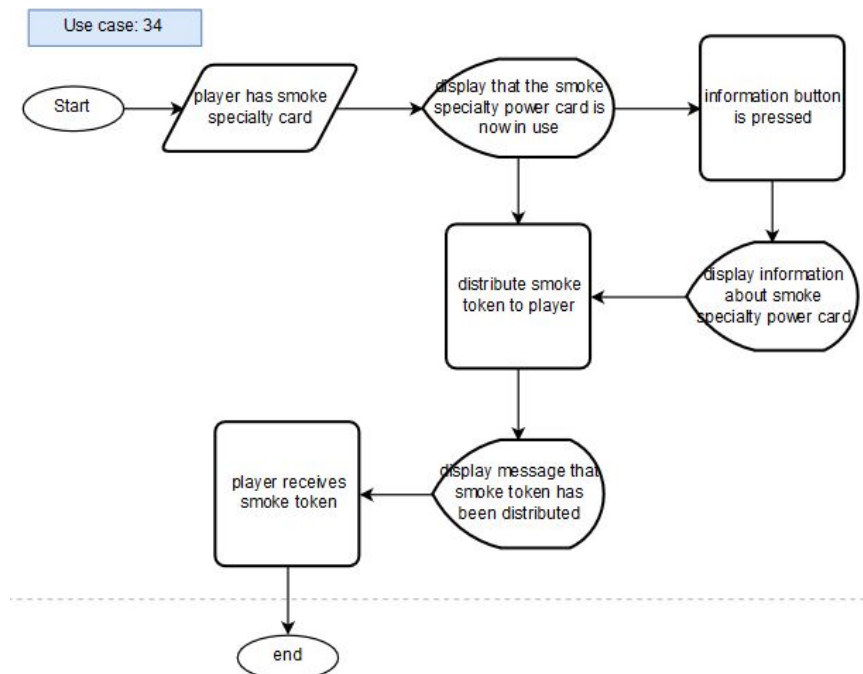 Use case: 34
Start
player has smoke
specialty card
display that the smoke
specialty power card is
now in use
information button
is pressed
distribute smoke
token to player
display information
about smoke
specialty power card
player receives
smoke token
display message that
smoke token has
been distributed
end